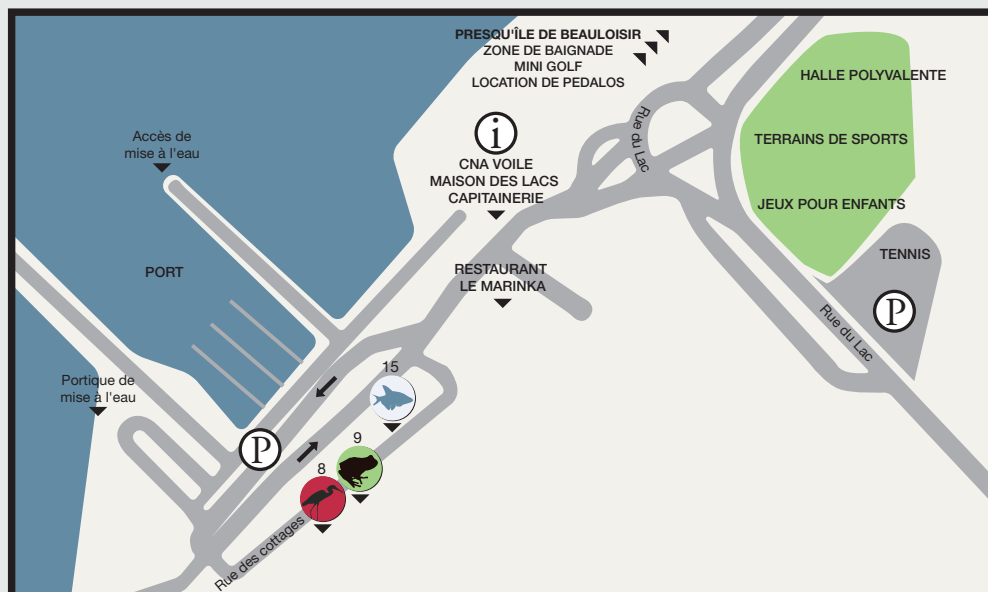 PRESQU'ÎLE DE BEAULOISIR
ZONE DE BAIGNADE
MINI GOLF
LOCATION DE PEDALOS
HALLE POLYVALENTE
TERRAINS DE SPORTS
JEUX POUR ENFANTS
TENNIS
P
Rue du Lac
Rue du Lac
Accès de
mise à l'eau
i
CNA VOILE
MAISON DES LACS
CAPITAINERIE
PORT
RESTAURANT
LE MARINKA
Portique de
mise à l'eau
P
15
9
8
Rue des cottages